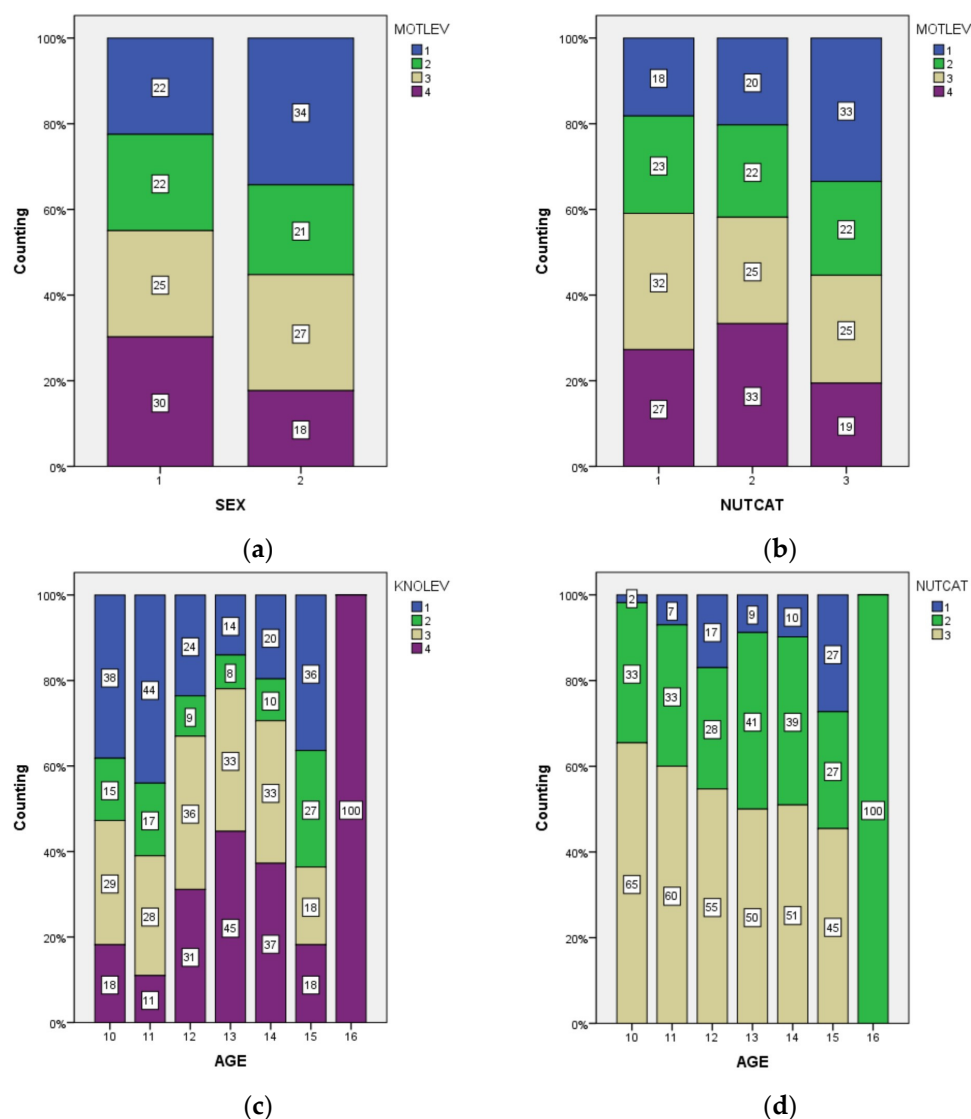 MOTLEV
1
2
3
4
100%
80%
60%
40%
20%
0%
Counting
22
34
22
21
25
27
30
18
1 2
SEX
(a)
MOTLEV
1
2
3
4
100%
80%
60%
40%
20%
0%
Counting
18 20 33
23 22 22
32 25 25
27 33 19
1 2 3
NUTCAT
(b)
KNOLEV
1
2
3
4
100%
80%
60%
40%
20%
0%
Counting
38 44 24 14 20 36
15 17 9 8 10 27
29 28 36 33 33 18
18 11 31 45 37 18 100
10 11 12 13 14 15 16
AGE
(c)
NUTCAT
1
2
3
100%
80%
60%
40%
20%
0%
Counting
2 7 17 9 10 27
33 33 28 41 39 27 100
65 60 55 50 51 45
10 11 12 13 14 15 16
AGE
(d)